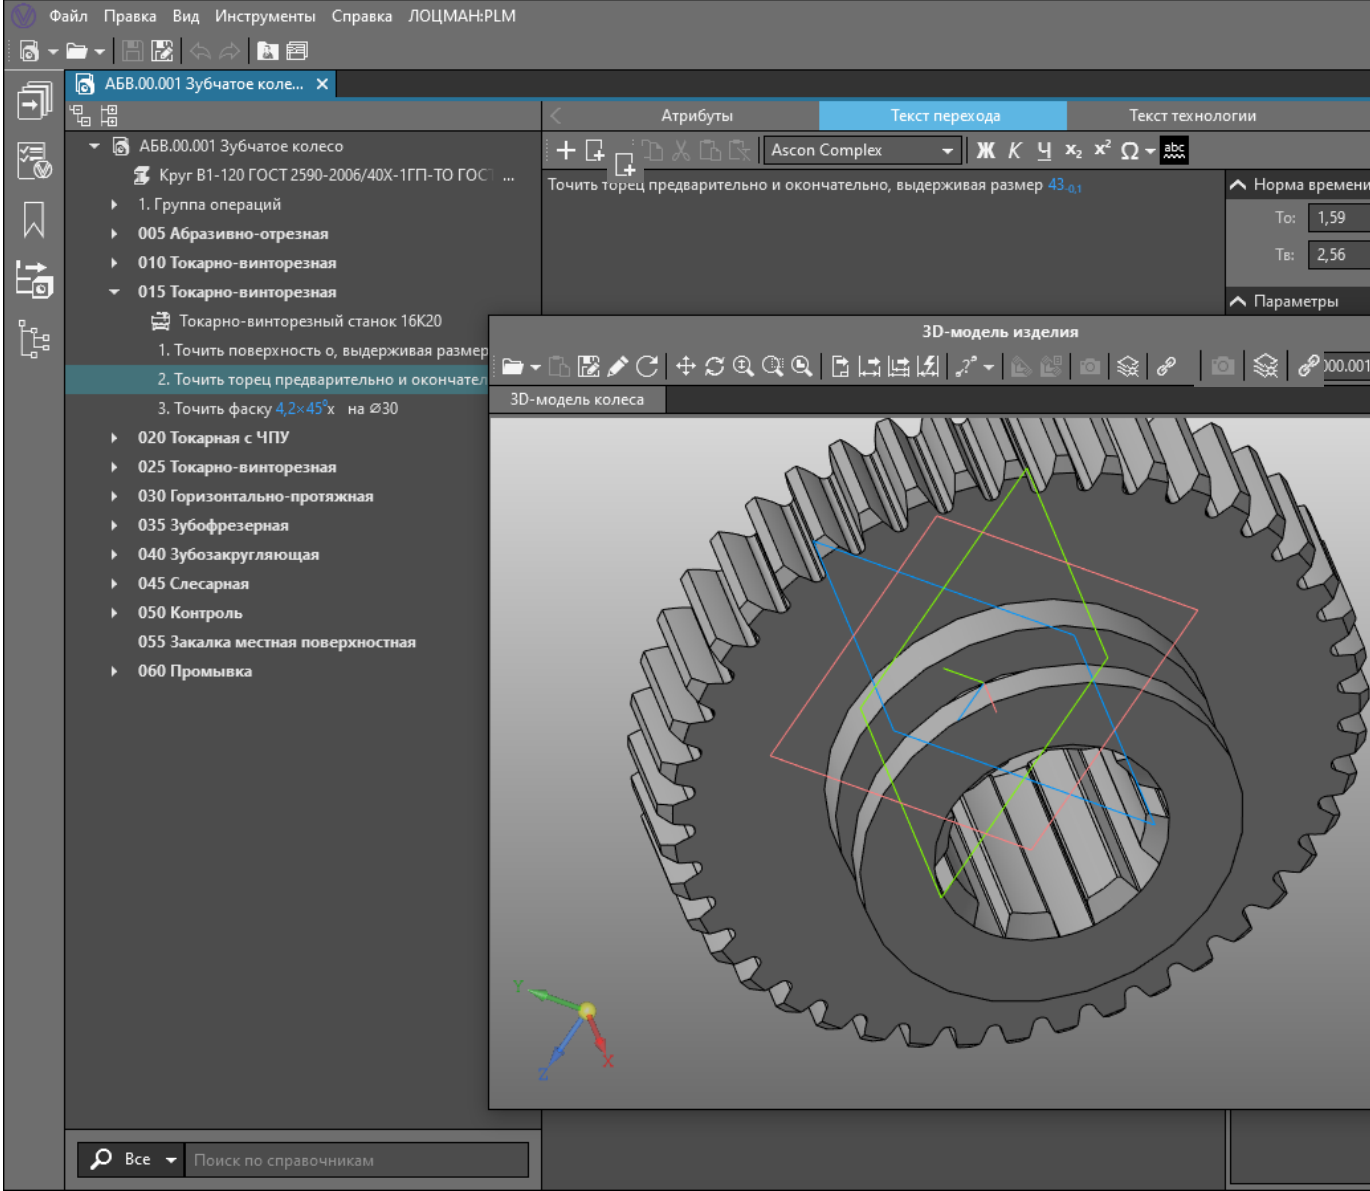 Файл Правка Вид Инструменты Справка ЛОЦМАН:PLM
АБВ.00.001 Зубчатое коле...
Атрибуты Текст перехода Текст технологии
АБВ.00.001 Зубчатое колесо
Круг В1-120 ГОСТ 2590-2006/40Х-1ГП-ТО ГОСТ ...
1. Группа операций
005 Абразивно-отрезная
010 Токарно-винторезная
015 Токарно-винторезная
Токарно-винторезный станок 16К20
1. Точить поверхность о, выдерживая размер
2. Точить торец предварительно и окончател
3. Точить фаску 4,2×45⁰х на ⌀30
020 Токарная с ЧПУ
025 Токарно-винторезная
030 Горизонтально-протяжная
035 Зубофрезерная
040 Зубозакругляющая
045 Слесарная
050 Контроль
055 Закалка местная поверхностная
060 Промывка
Все Поиск по справочникам
Ascon Complex Ж К Ч x₂ x² Ω abc
Точить торец предварительно и окончательно, выдерживая размер 43-0,1
Норма времени
То: 1,59
Тв: 2,56
Параметры
3D-модель изделия
000.001
3D-модель колеса
Y
X
Z